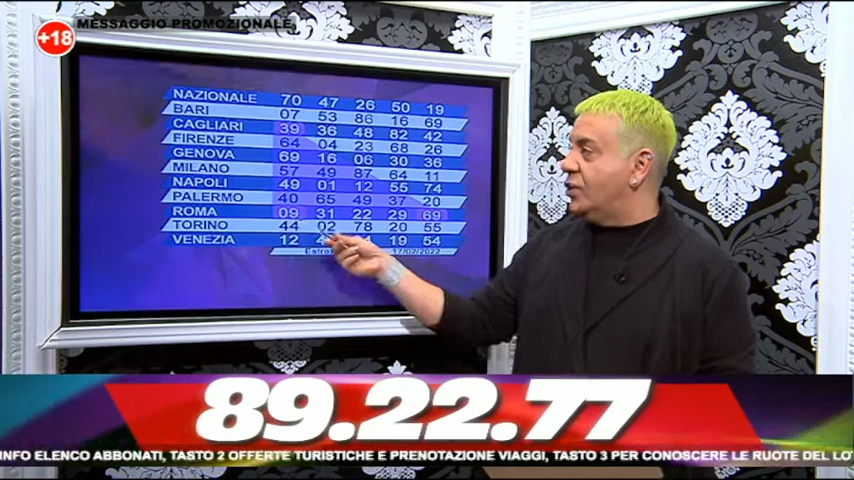 MESSAGGIO PROMOZIONALE
+18
NAZIONALE 70 47 26 50 19
BARI 07 53 86 16 69
CAGLIARI 39 36 48 82 42
FIRENZE 64 04 23 68 26
GENOVA 69 16 06 30 36
MILANO 57 49 87 64 11
NAPOLI 49 01 12 55 74
PALERMO 40 65 49 37 20
ROMA 09 31 22 29 69
TORINO 44 02 78 20 55
VENEZIA 12 19 54
17/02/2022
89.22.77
INFO ELENCO ABBONATI, TASTO 2 OFFERTE TURISTICHE E PRENOTAZIONE VIAGGI, TASTO 3 PER CONOSCERE LE RUOTE DEL LO